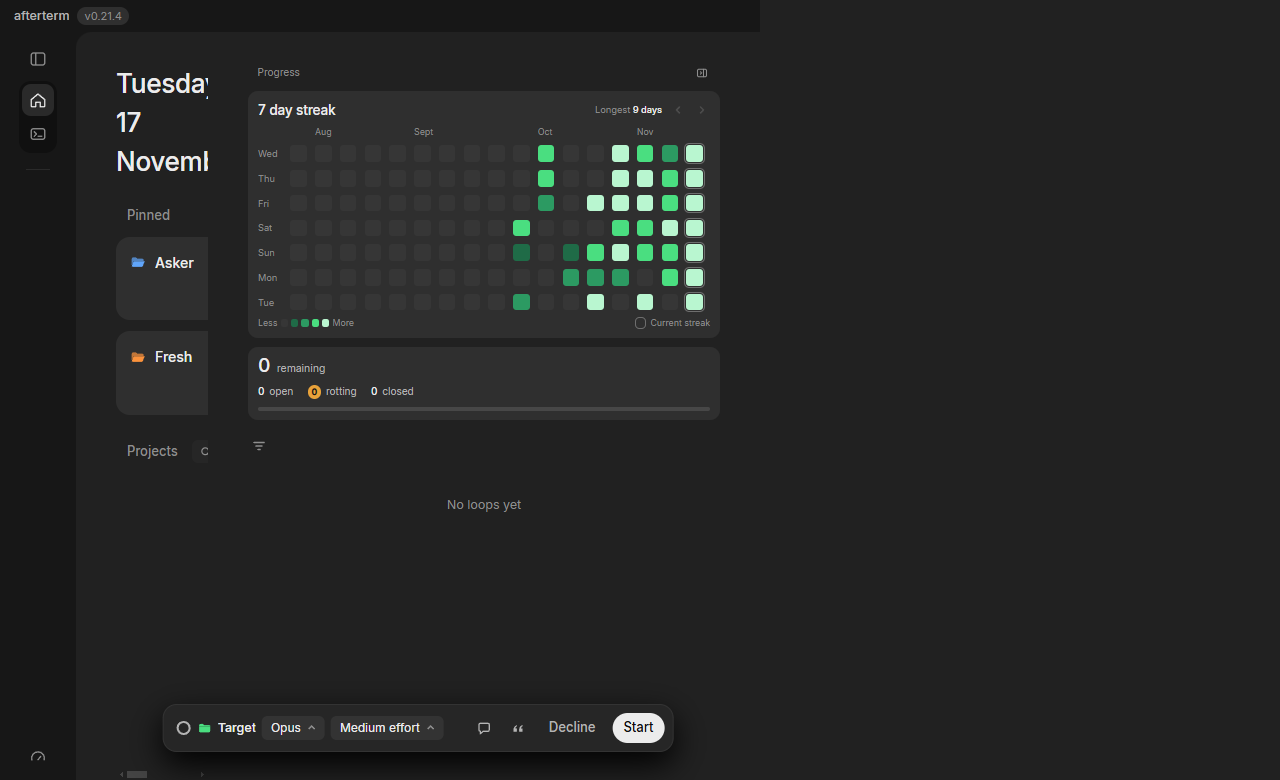 afterterm v0.21.4
Tuesday
17
Novemb
Pinned
Asker
Fresh
Projects
Progress
7 day streak
Longest 9 days
Aug Sept Oct Nov
Wed
Thu
Fri
Sat
Sun
Mon
Tue
Less More Current streak
0 remaining
0 open 0 rotting 0 closed
No loops yet
Target Opus Medium effort Decline Start